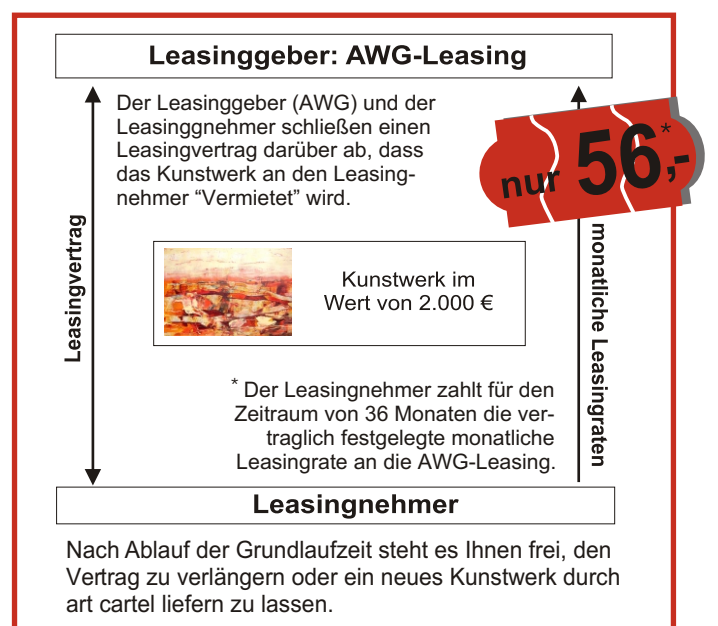 Leasinggeber: AWG-Leasing
Der Leasinggeber (AWG) und der
Leasinggnehmer schließen einen
Leasingvertrag darüber ab, dass
das Kunstwerk an den Leasing-
nehmer “Vermietet” wird.
nur 56,-*
Leasingvertrag
Kunstwerk im
Wert von 2.000 €
monatliche Leasingraten
* Der Leasingnehmer zahlt für den
Zeitraum von 36 Monaten die ver-
traglich festgelegte monatliche
Leasingrate an die AWG-Leasing.
Leasingnehmer
Nach Ablauf der Grundlaufzeit steht es Ihnen frei, den
Vertrag zu verlängern oder ein neues Kunstwerk durch
art cartel liefern zu lassen.